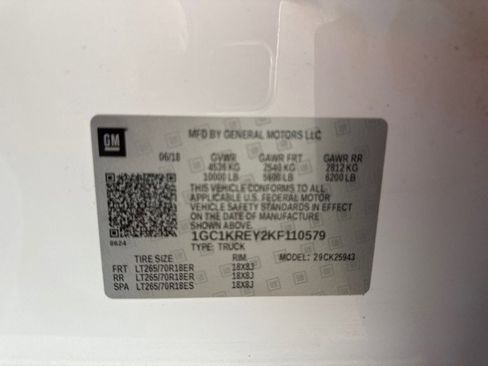 GM
MFD BY GENERAL MOTORS LLC
06/18 GVWR GAWR FRT GAWR RR
4536 KG 2540 KG 2812 KG
10000 LB 5600 LB 6200 LB
THIS VEHICLE CONFORMS TO ALL
APPLICABLE U.S. FEDERAL MOTOR
VEHICLE SAFETY STANDARDS IN EFFECT
ON THE DATE OF MANUFACTURE
SHOWN ABOVE.
1GC1KREY2KF110579
8624
TYPE: TRUCK
TIRE SIZE RIM MODEL: 29CK25943
FRT LT265/70R18ER 18X8J
RR LT265/70R18ER 18X8J
SPA LT265/70R18ES 18X8J